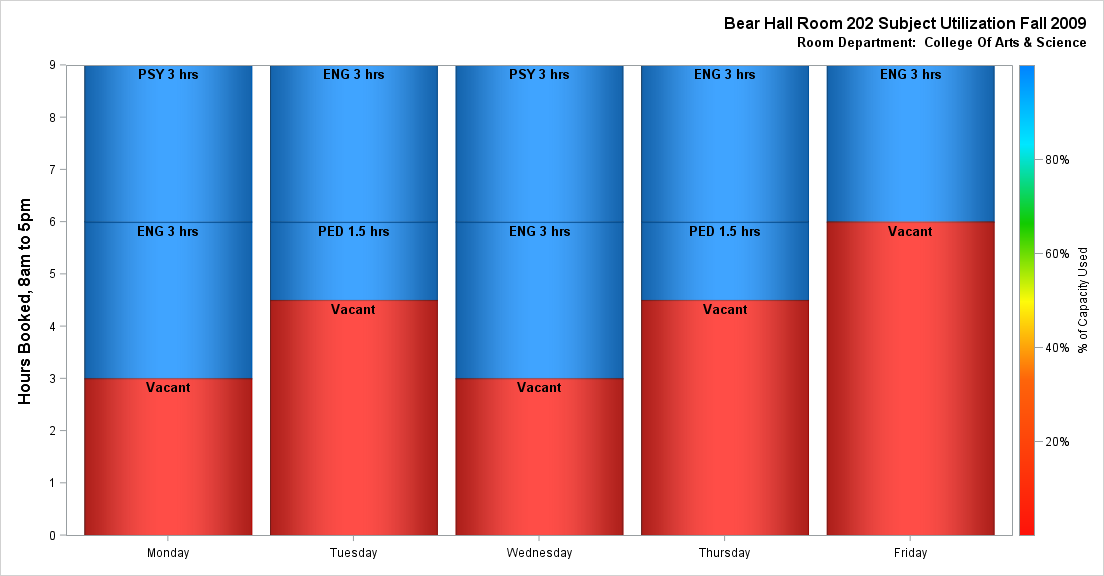 Bear Hall Room 202 Subject Utilization Fall 2009
Room Department:  College Of Arts & Science
Hours Booked, 8am to 5pm
9
8
7
6
5
4
3
2
1
0
PSY 3 hrs
ENG 3 hrs
Vacant
ENG 3 hrs
PED 1.5 hrs
Vacant
PSY 3 hrs
ENG 3 hrs
Vacant
ENG 3 hrs
PED 1.5 hrs
Vacant
ENG 3 hrs
Vacant
Monday
Tuesday
Wednesday
Thursday
Friday
80%
60%
40%
20%
% of Capacity Used